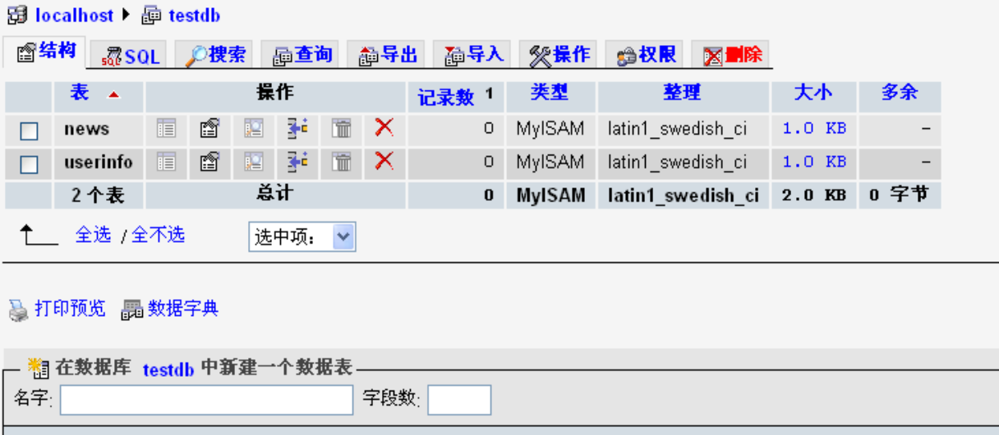 localhost testdb
结构 SQL 搜索 查询 导出 导入 操作 权限 删除
表 操作 记录数 1 类型 整理 大小 多余
news 0 MyISAM latin1_swedish_ci 1.0 KB -
userinfo 0 MyISAM latin1_swedish_ci 1.0 KB -
2 个表 总计 0 MyISAM latin1_swedish_ci 2.0 KB 0 字节
全选 / 全不选 选中项：
打印预览 数据字典
在数据库 testdb 中新建一个数据表
名字: 字段数: